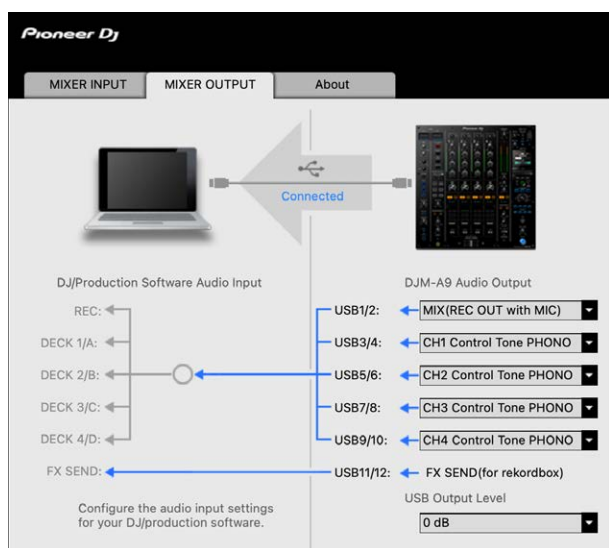 Pioneer Dj
MIXER INPUT
MIXER OUTPUT
About
Connected
DJ/Production Software Audio Input
DJM-A9 Audio Output
REC:
USB1/2:
MIX(REC OUT with MIC)
DECK 1/A:
USB3/4:
CH1 Control Tone PHONO
DECK 2/B:
USB5/6:
CH2 Control Tone PHONO
DECK 3/C:
USB7/8:
CH3 Control Tone PHONO
DECK 4/D:
USB9/10:
CH4 Control Tone PHONO
FX SEND:
USB11/12:
FX SEND(for rekordbox)
Configure the audio input settings
for your DJ/production software.
USB Output Level
0 dB